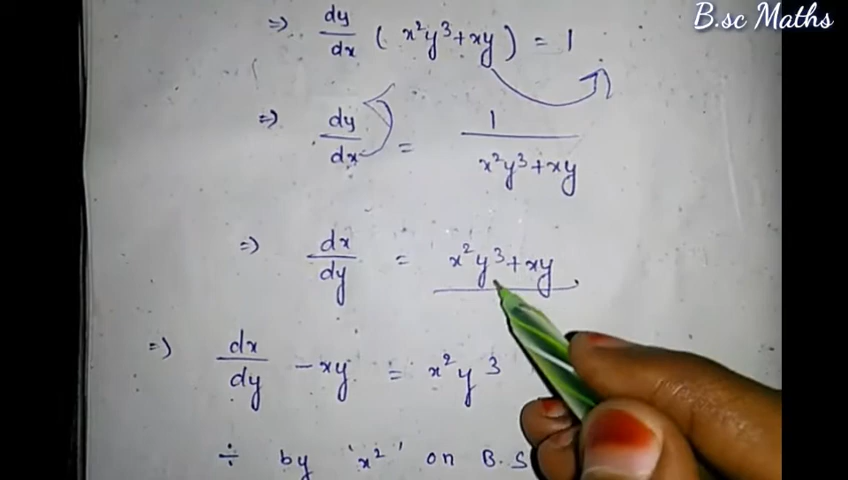 B.sc Maths
⇒ dy/dx ( x²y³+xy ) = 1
⇒ dy/dx = 1/(x²y³+xy)
⇒ dx/dy = x²y³+xy
⇒ dx/dy - xy = x²y³
÷ by 'x²' on B.S